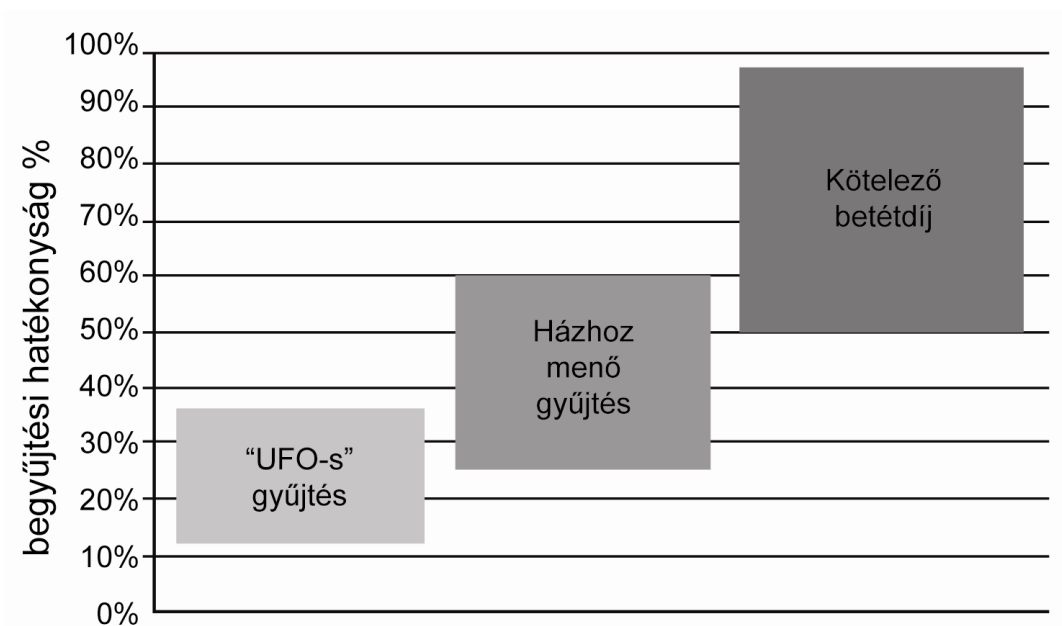 begyűjtési hatékonyság %
100%
90%
80%
70%
60%
50%
40%
30%
20%
10%
0%
“UFO-s”
gyűjtés
Házhoz
menő
gyűjtés
Kötelező
betétdíj